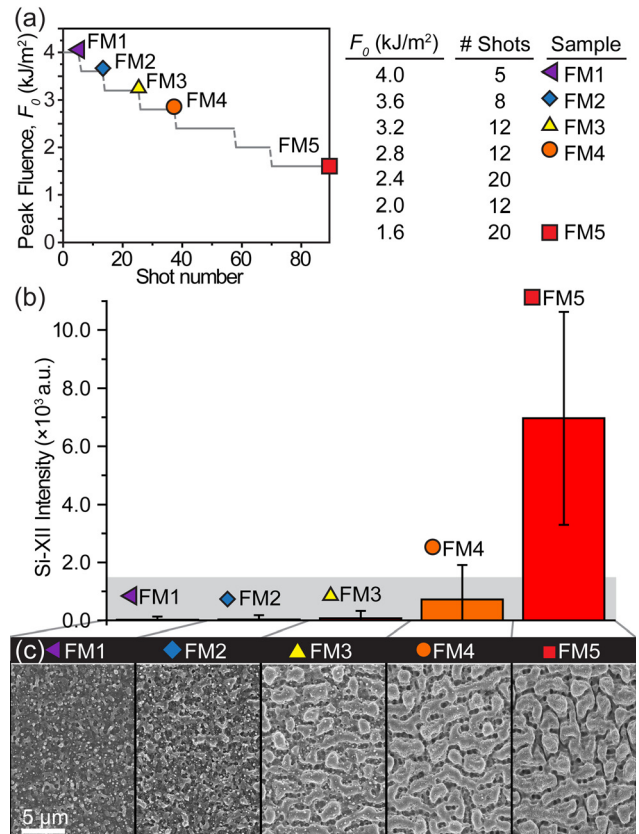 (a)
FM1
FM2
FM3
FM4
FM5
Peak Fluence, F0 (kJ/m²)
4
3
2
1
0
0 20 40 60 80
Shot number
F0 (kJ/m²) # Shots Sample
4.0 5 FM1
3.6 8 FM2
3.2 12 FM3
2.8 12 FM4
2.4 20
2.0 12
1.6 20 FM5
(b)
Si-XII Intensity (×10³ a.u.)
10.0
8.0
6.0
4.0
2.0
0.0
FM1
FM2
FM3
FM4
FM5
(c) FM1 FM2 FM3 FM4 FM5
5 µm